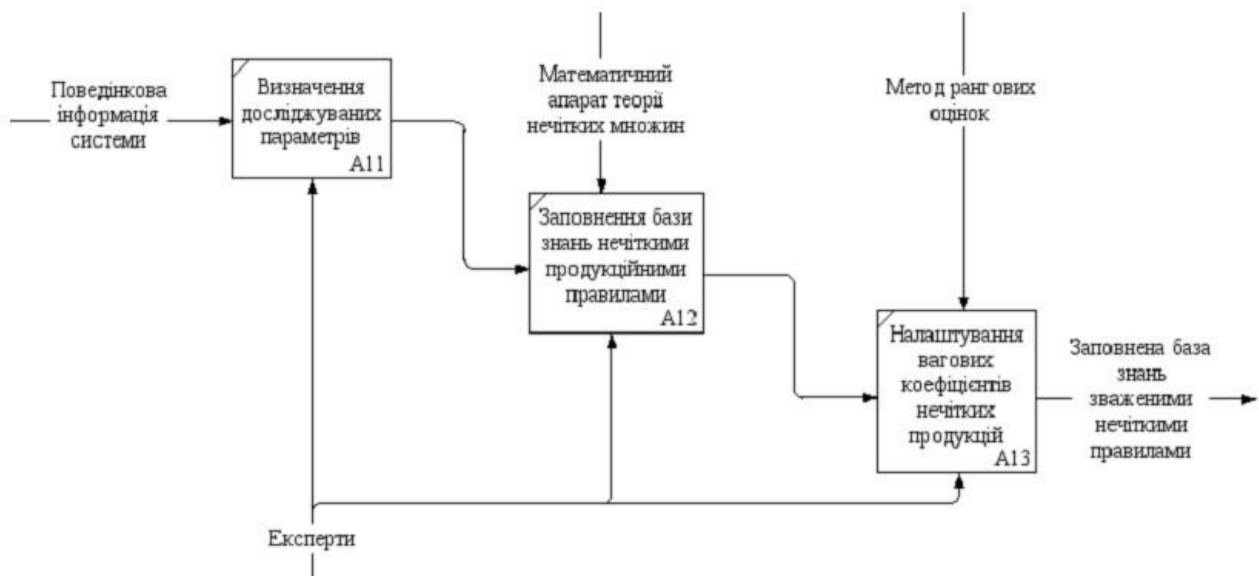 Поведінкова
інформація
системи
Визначення
досліджуваних
параметрів
A11
Математичний
апарат теорії
нечітких множин
Метод рангових
оцінок
Заповнення бази
знань нечіткими
продукційними
правилами
A12
Налаштування
вагових
коефіцієнтів
нечітких
продукцій
A13
Заповнена база
знань
зваженими
нечіткими
правилами
Експерти